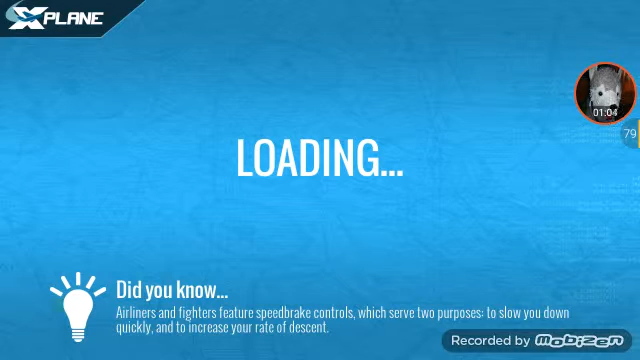 X PLANE
01:04
79
LOADING...
Did you know...
Airliners and fighters feature speedbrake controls, which serve two purposes: to slow you down
quickly, and to increase your rate of descent.
Recorded by Mobizen